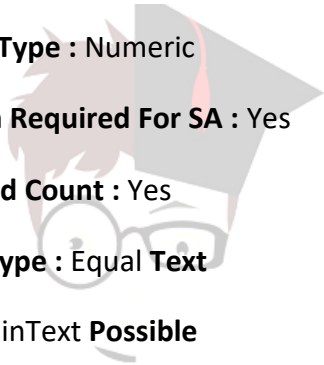 Type : Numeric
Required For SA : Yes
d Count : Yes
ype : Equal Text
inText Possible